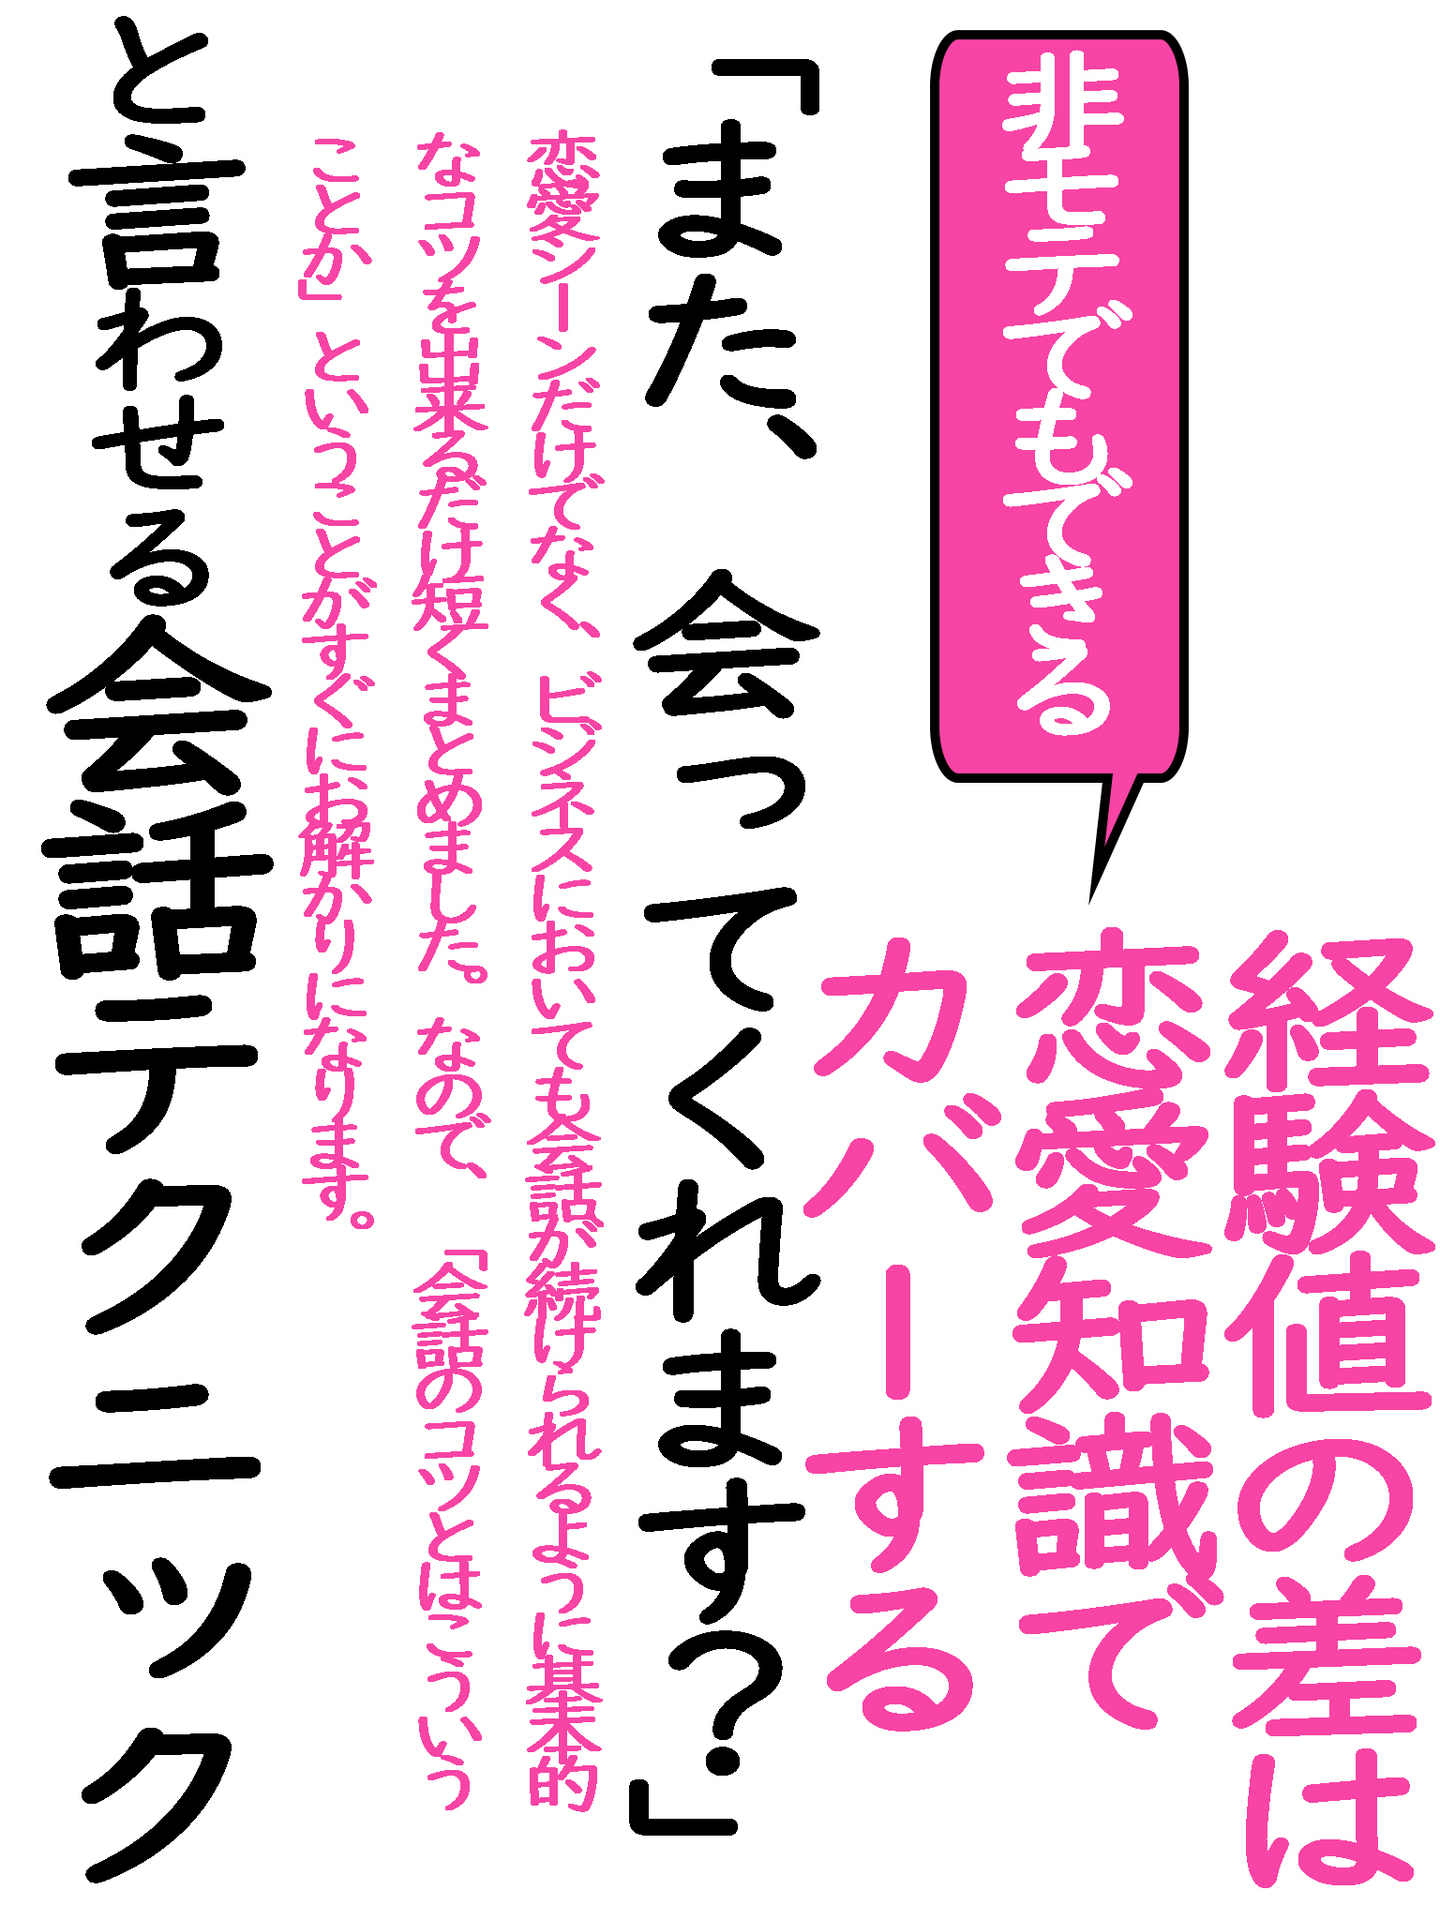 非モテでもできる
経験値の差は
恋愛知識で
カバーする
「また、会ってくれます?」
恋愛シーンだけでなく、ビジネスにおいても会話が続けられるように基本的
なコツを出来るだけ短くまとめました。なので、「会話のコツとはこういう
ことか」ということがすぐにお解かりになります。
と言わせる会話テクニック